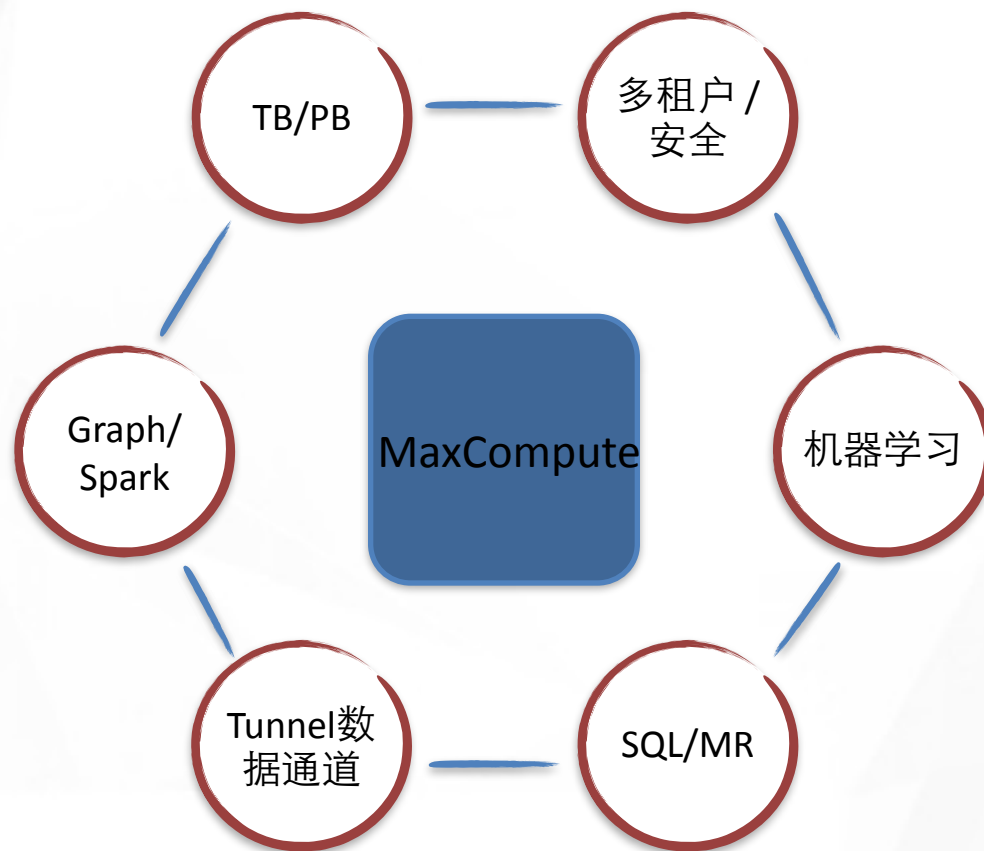 TB/PB
多租户 /
安全
Graph/
Spark
MaxCompute
机器学习
Tunnel数
据通道
SQL/MR